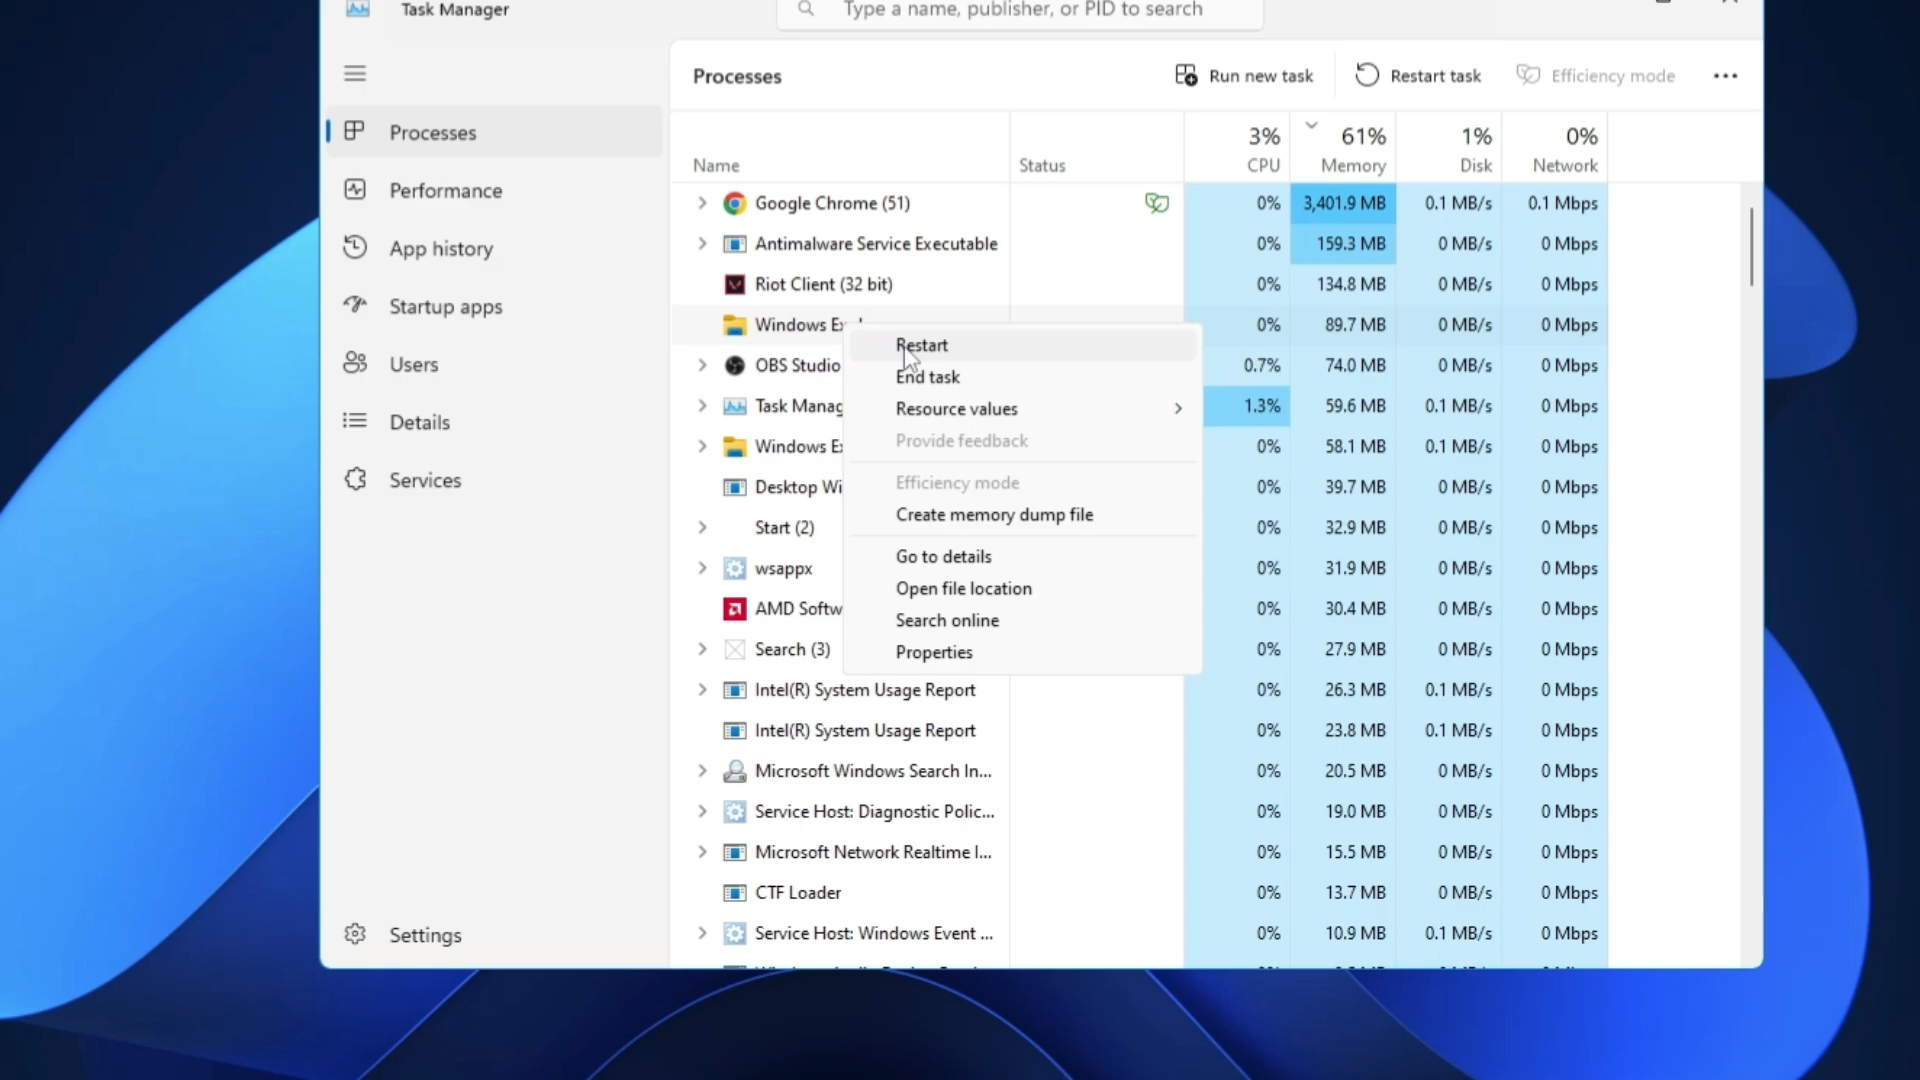 Task Manager
Type a name, publisher, or PID to search
Processes
Run new task
Restart task
Efficiency mode
Processes
Performance
App history
Startup apps
Users
Details
Services
Settings
3% 61% 1% 0%
Name Status CPU Memory Disk Network
Google Chrome (51) 0% 3,401.9 MB 0.1 MB/s 0.1 Mbps
Antimalware Service Executable 0% 159.3 MB 0 MB/s 0 Mbps
Riot Client (32 bit) 0% 134.8 MB 0 MB/s 0 Mbps
Windows 0% 89.7 MB 0 MB/s 0 Mbps
OBS Studio 0.7% 74.0 MB 0 MB/s 0 Mbps
Task Manag 1.3% 59.6 MB 0.1 MB/s 0 Mbps
Windows Ex 0% 58.1 MB 0.1 MB/s 0 Mbps
Desktop Wi 0% 39.7 MB 0 MB/s 0 Mbps
Start (2) 0% 32.9 MB 0 MB/s 0 Mbps
wsappx 0% 31.9 MB 0 MB/s 0 Mbps
AMD Softw 0% 30.4 MB 0 MB/s 0 Mbps
Search (3) 0% 27.9 MB 0 MB/s 0 Mbps
Intel(R) System Usage Report 0% 26.3 MB 0.1 MB/s 0 Mbps
Intel(R) System Usage Report 0% 23.8 MB 0.1 MB/s 0 Mbps
Microsoft Windows Search In... 0% 20.5 MB 0 MB/s 0 Mbps
Service Host: Diagnostic Polic... 0% 19.0 MB 0 MB/s 0 Mbps
Microsoft Network Realtime I... 0% 15.5 MB 0 MB/s 0 Mbps
CTF Loader 0% 13.7 MB 0 MB/s 0 Mbps
Service Host: Windows Event ... 0% 10.9 MB 0.1 MB/s 0 Mbps
Restart
End task
Resource values
Provide feedback
Efficiency mode
Create memory dump file
Go to details
Open file location
Search online
Properties